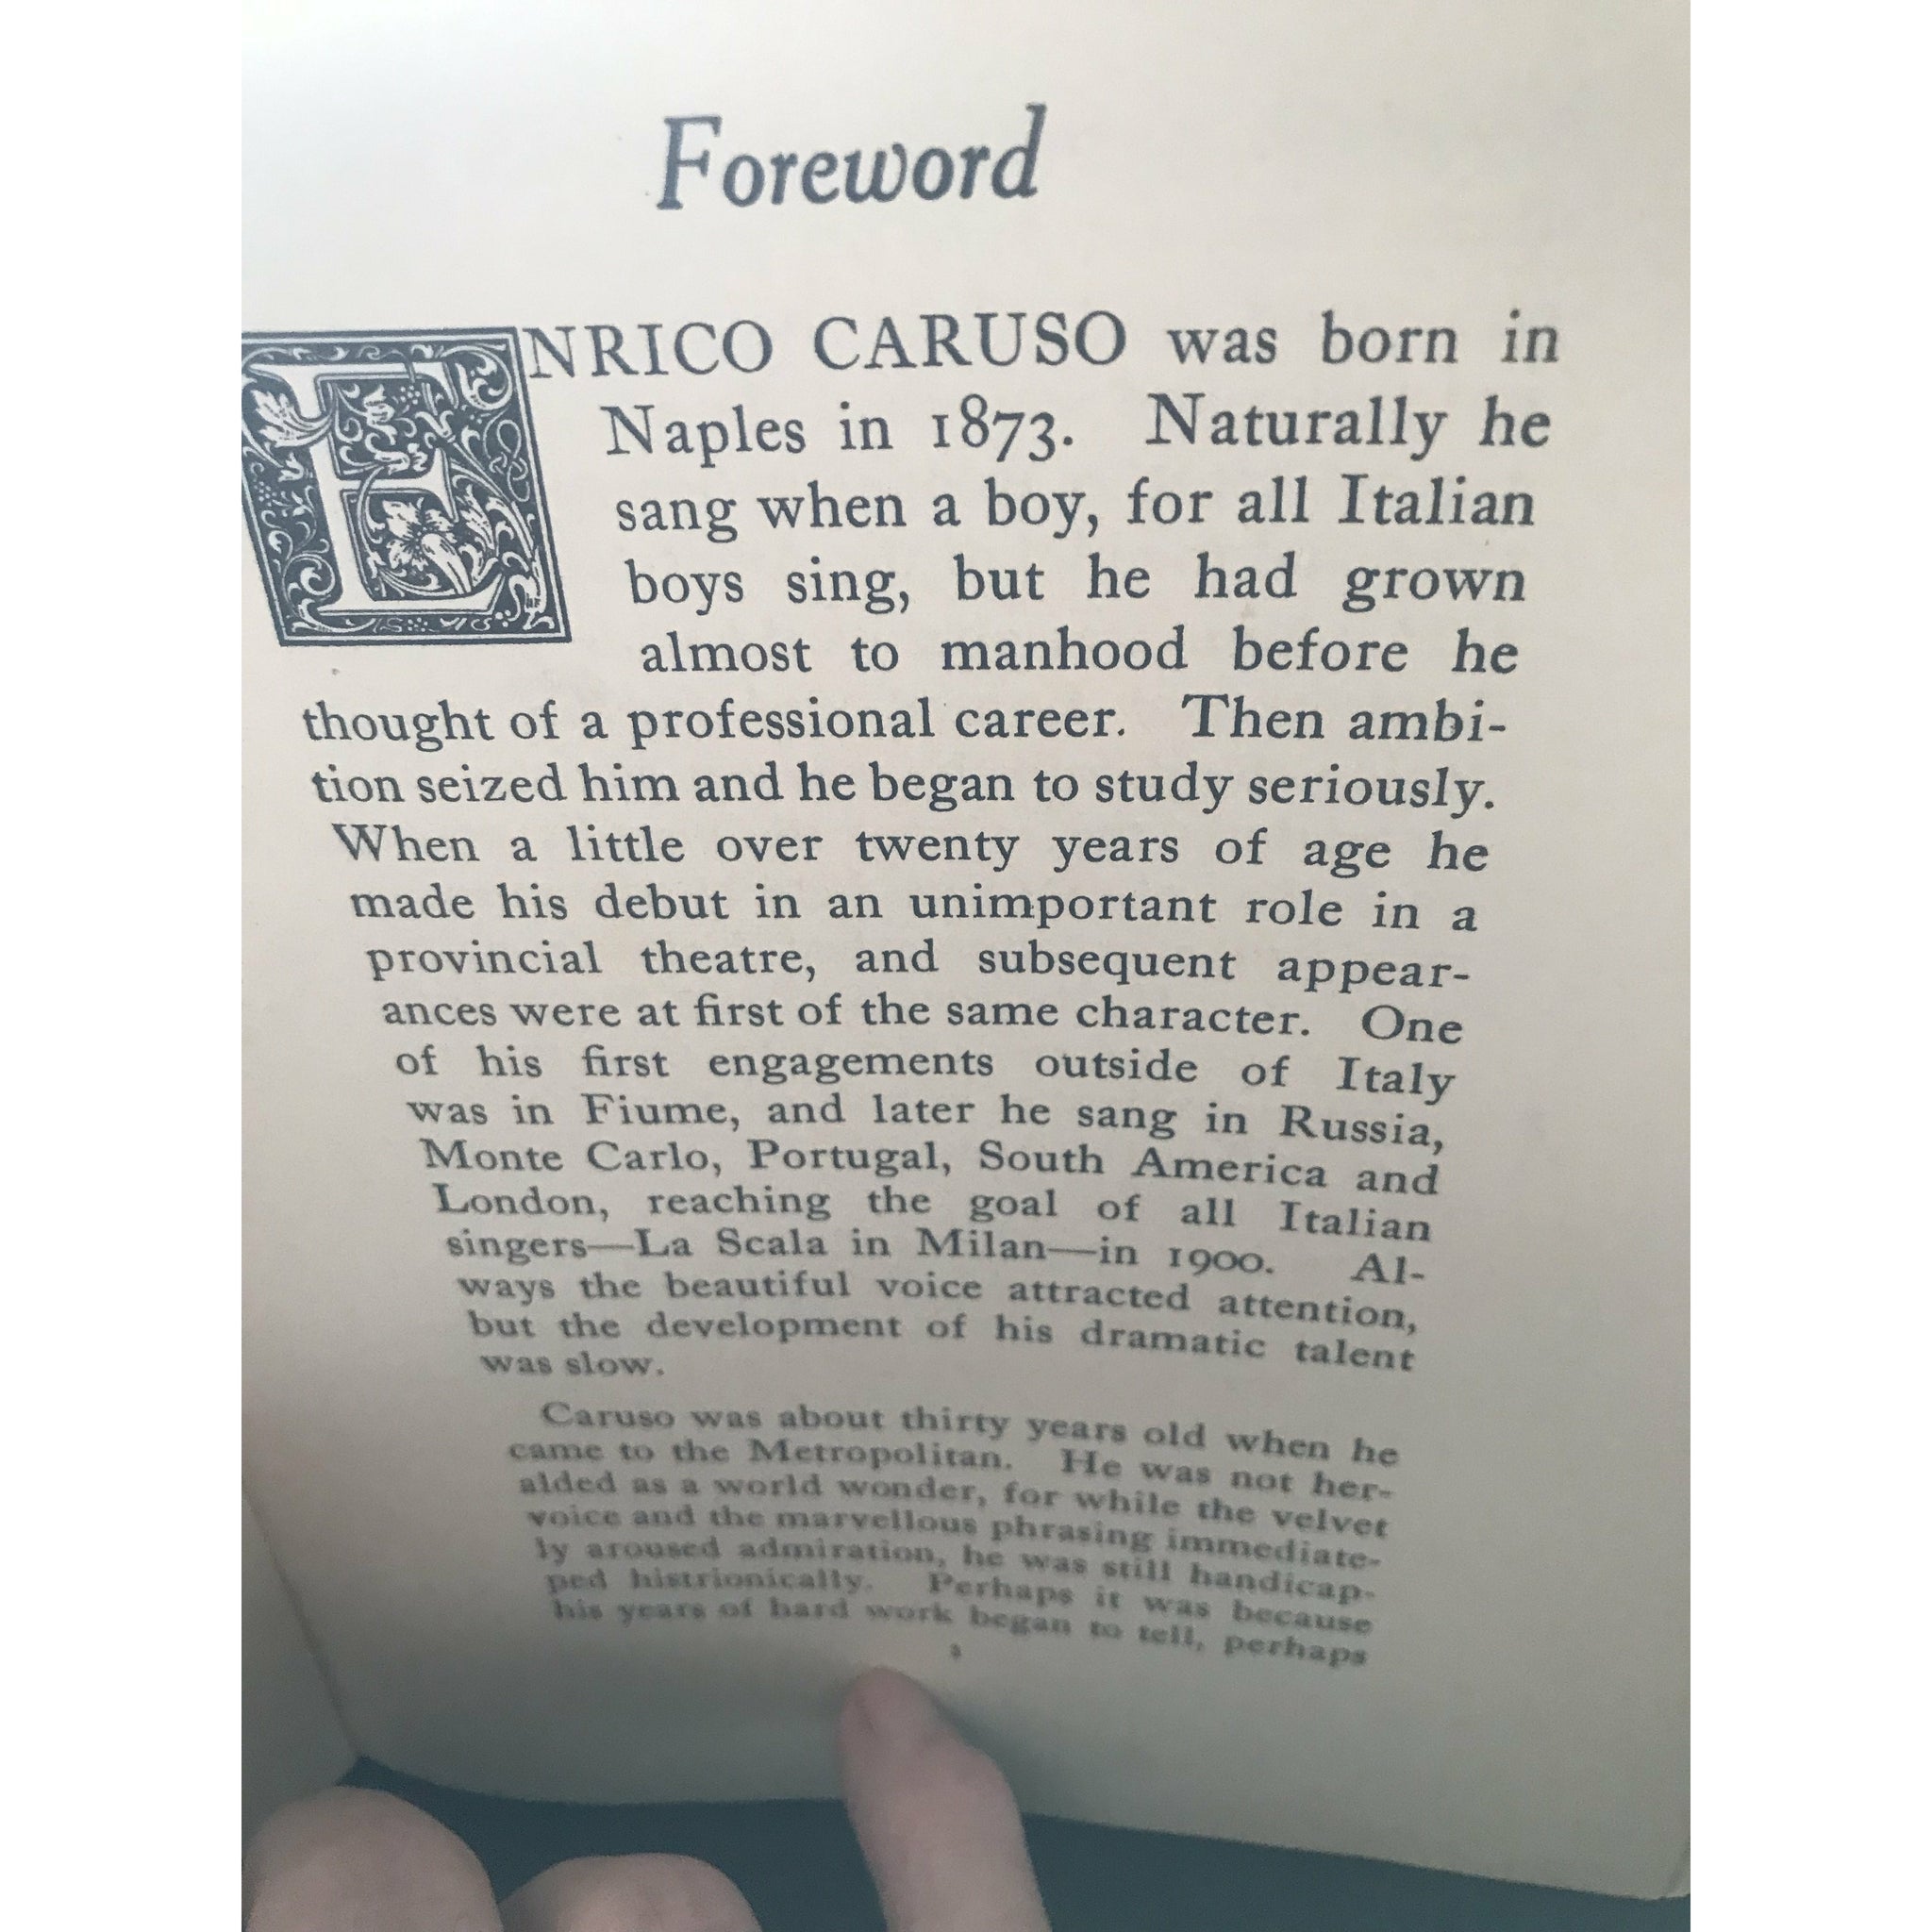 Foreword
ENRICO CARUSO was born in
Naples in 1873. Naturally he
sang when a boy, for all Italian
boys sing, but he had grown
almost to manhood before he
thought of a professional career. Then ambi-
tion seized him and he began to study seriously.
When a little over twenty years of age he
made his debut in an unimportant role in a
provincial theatre, and subsequent appear-
ances were at first of the same character. One
of his first engagements outside of Italy
was in Fiume, and later he sang in Russia,
Monte Carlo, Portugal, South America and
London, reaching the goal of all Italian
singers—La Scala in Milan—in 1900. Al-
ways the beautiful voice attracted attention,
but the development of his dramatic talent
was slow.
Caruso was about thirty years old when he
came to the Metropolitan. He was not her-
alded as a world wonder, for while the velvet
voice and the marvellous phrasing immediate-
ly aroused admiration, he was still handicap-
ped histrionically. Perhaps it was because
his years of hard work began to tell, perhaps